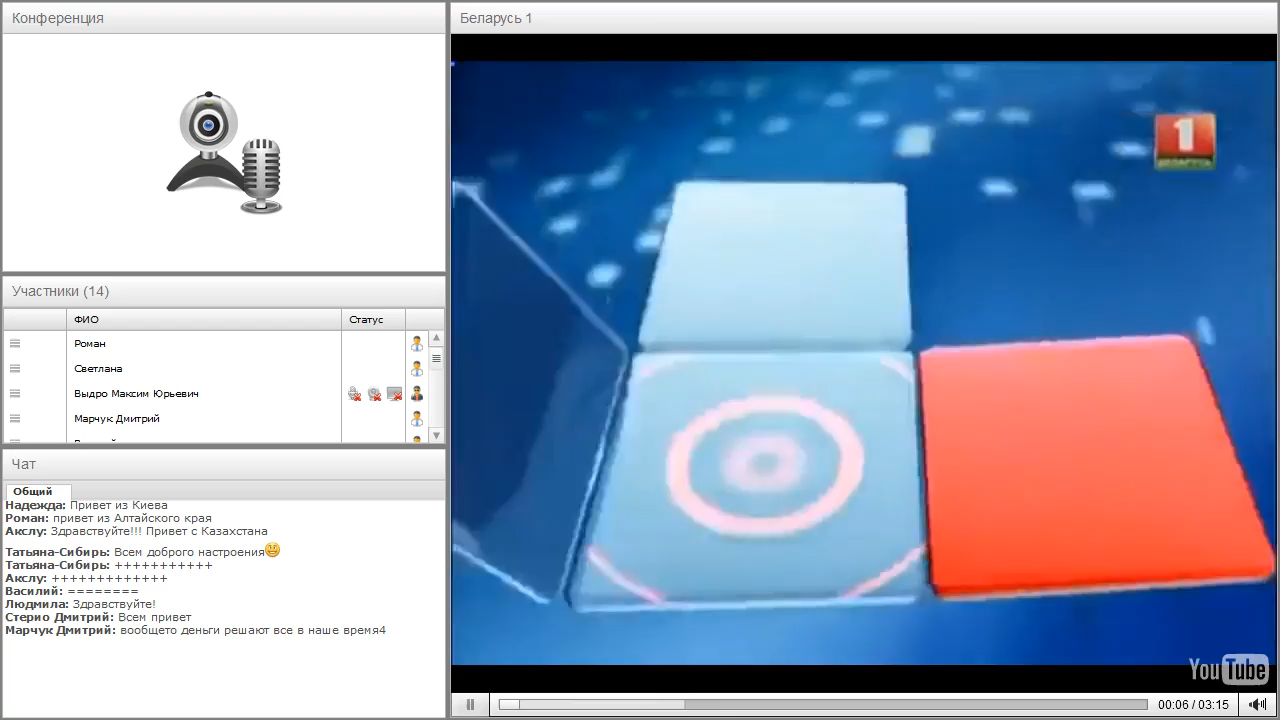 Конференция
Участники (14)
ФИО
Статус
Роман
Светлана
Выдро Максим Юрьевич
Марчук Дмитрий
Чат
Общий
Надежда: Привет из Киева
Роман: привет из Алтайского края
Акслу: Здравствуйте!!! Привет с Казахстана
Татьяна-Сибирь: Всем доброго настроения
Татьяна-Сибирь: +++++++++++
Акслу: +++++++++++++
Василий: ========
Людмила: Здравствуйте!
Стерио Дмитрий: Всем привет
Марчук Дмитрий: вообщето деньги решают все в наше время4
Беларусь 1
1
БЕЛАРУСЬ
YouTube
00:06 / 03:15